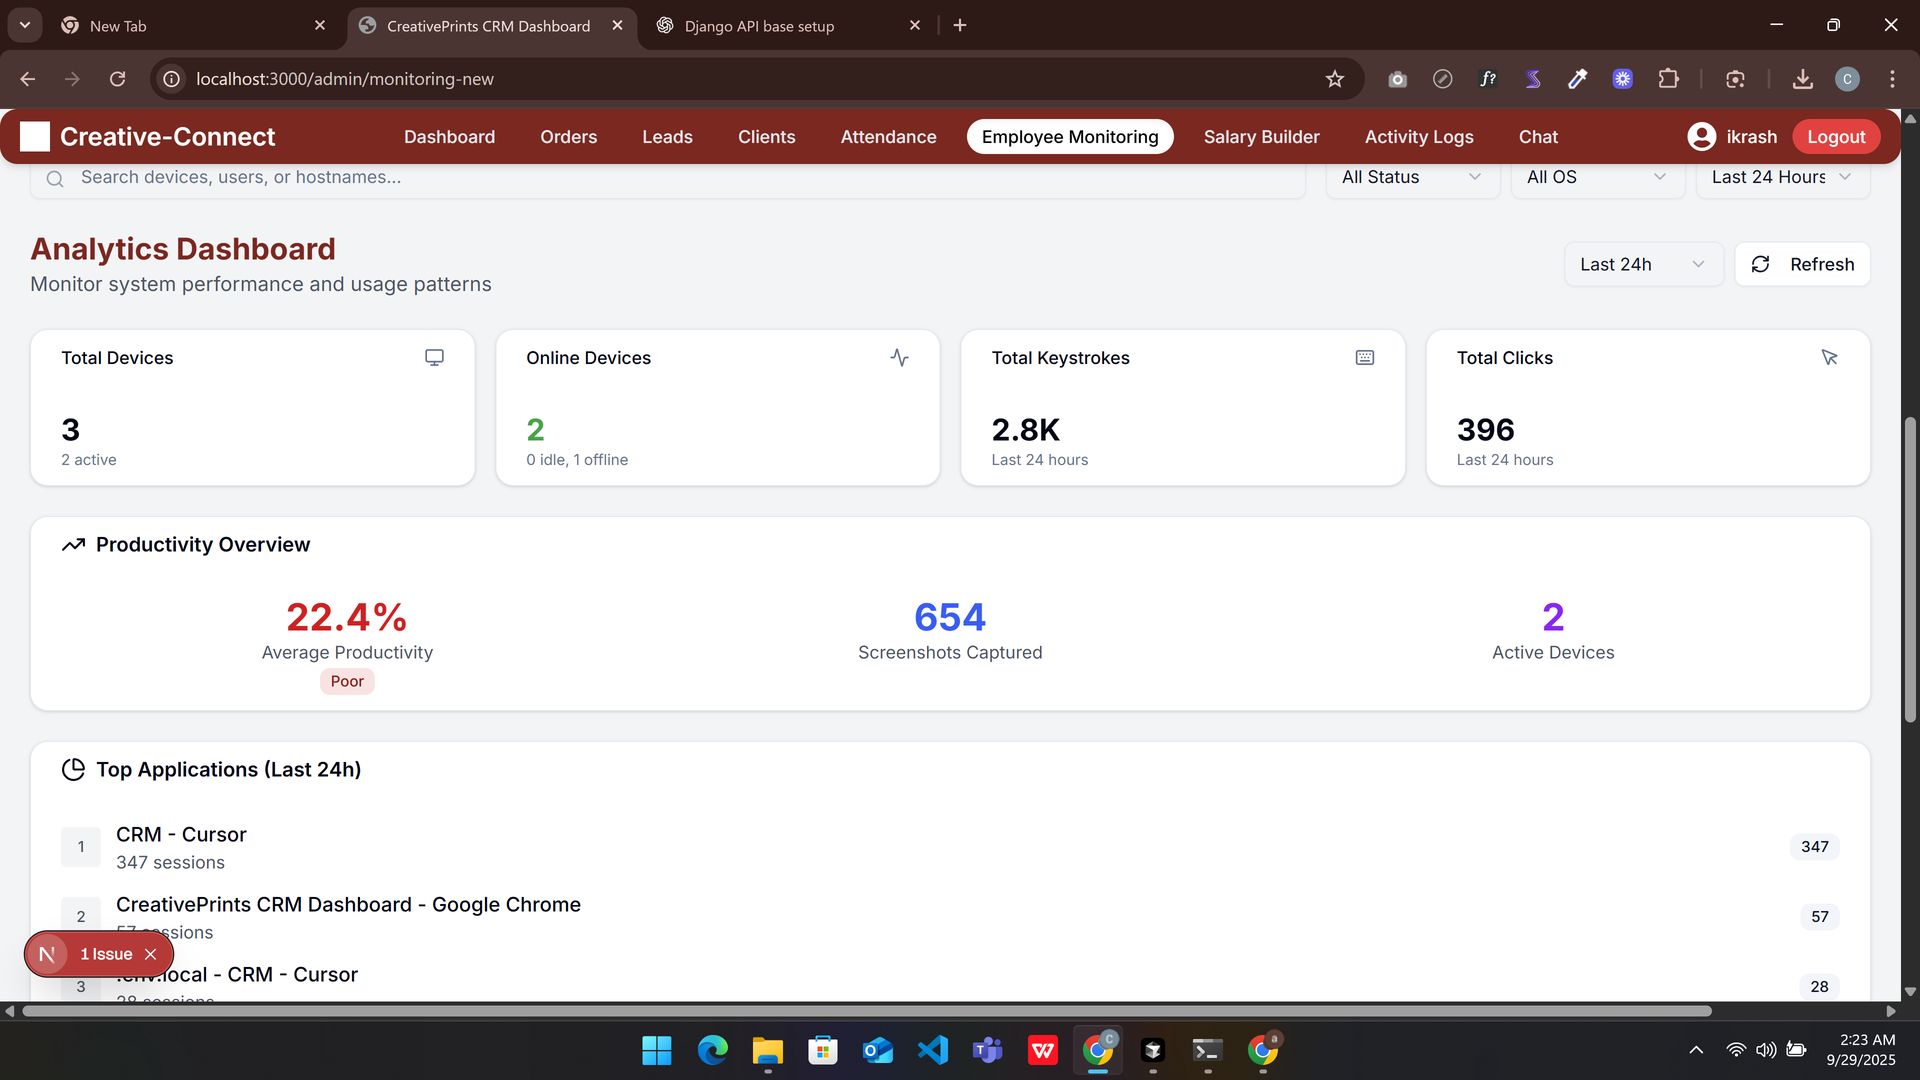 New Tab
CreativePrints CRM Dashboard
Django API base setup
localhost:3000/admin/monitoring-new
f?
C
Creative-Connect
Dashboard
Orders
Leads
Clients
Attendance
Employee Monitoring
Salary Builder
Activity Logs
Chat
ikrash
Logout
Search devices, users, or hostnames...
All Status
All OS
Last 24 Hours
Analytics Dashboard
Monitor system performance and usage patterns
Last 24h
Refresh
Total Devices
3
2 active
Online Devices
2
0 idle, 1 offline
Total Keystrokes
2.8K
Last 24 hours
Total Clicks
396
Last 24 hours
Productivity Overview
22.4%
Average Productivity
Poor
654
Screenshots Captured
2
Active Devices
Top Applications (Last 24h)
1
CRM - Cursor
347 sessions
347
2
CreativePrints CRM Dashboard - Google Chrome
57 sessions
57
N
1 Issue
3
.env.local - CRM - Cursor
28 sessions
28
2:23 AM
9/29/2025